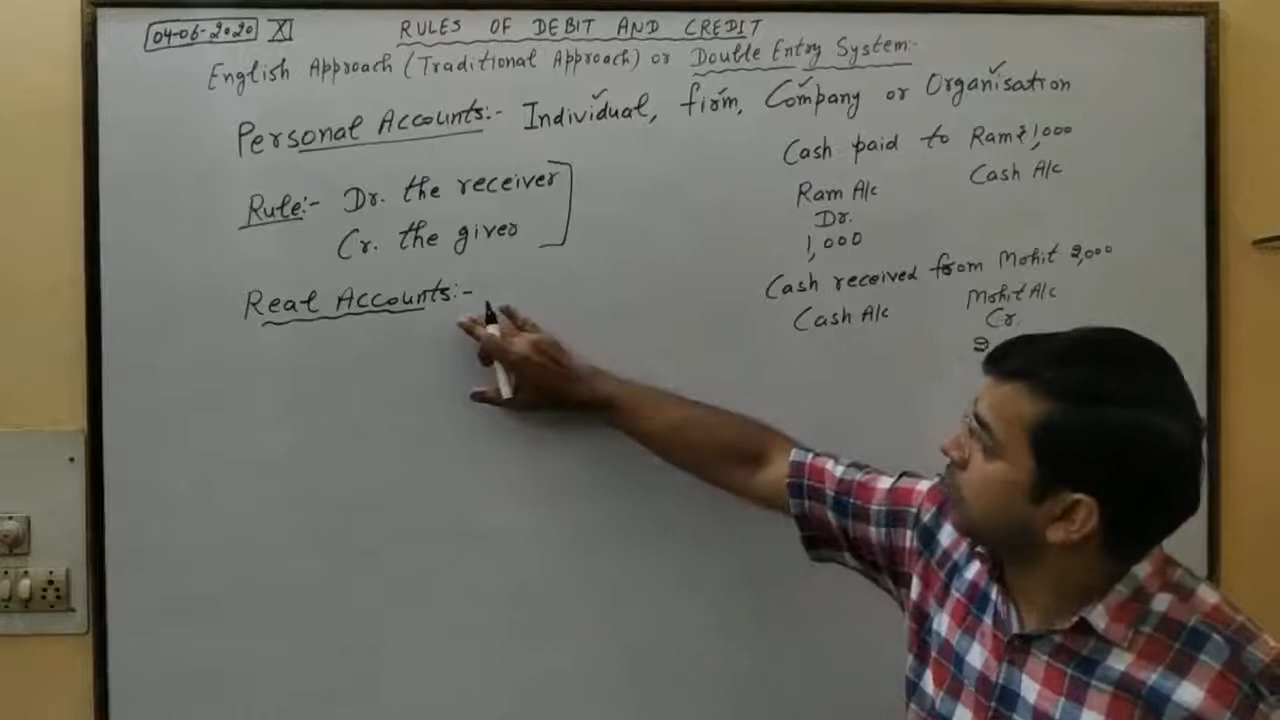 04-06-2020 XI RULES OF DEBIT AND CREDIT
English Approach (Traditional Approach) or Double Entry System:-
Personal Accounts:- Individual, firm, Company or Organisation
Rule:- Dr. the receiver
Cr. the giver
Real Accounts:-
Cash paid to Ram ₹1,000
Ram A/c Cash A/c
Dr.
1,000
Cash received from Mohit 2,000
Cash A/c Mohit A/c
Cr.